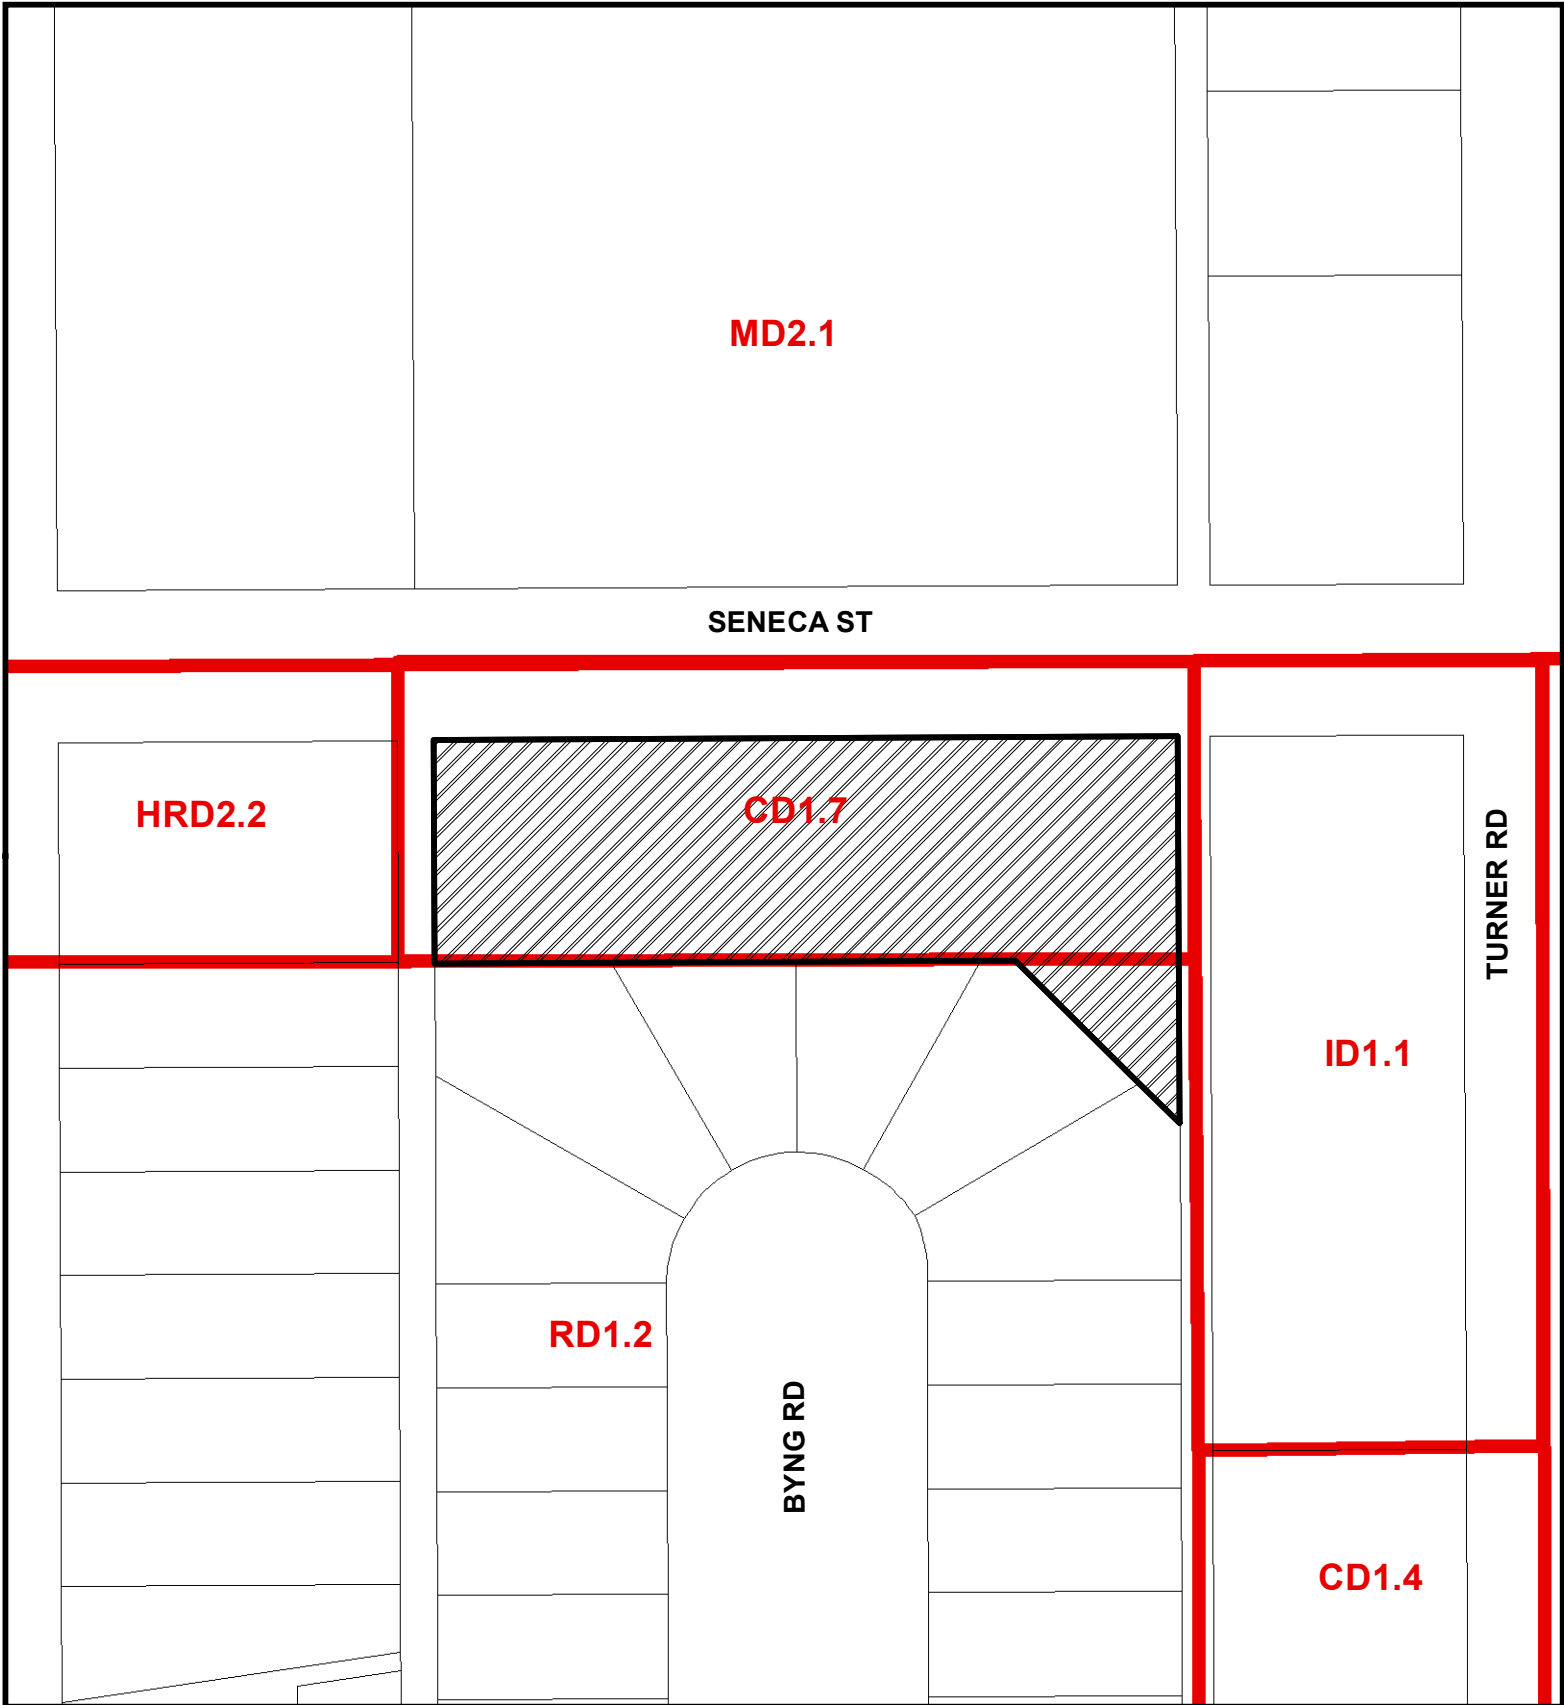 MD2.1
SENECA ST
HRD2.2
CD1.7
TURNER RD
ID1.1
RD1.2
BYNG RD
CD1.4